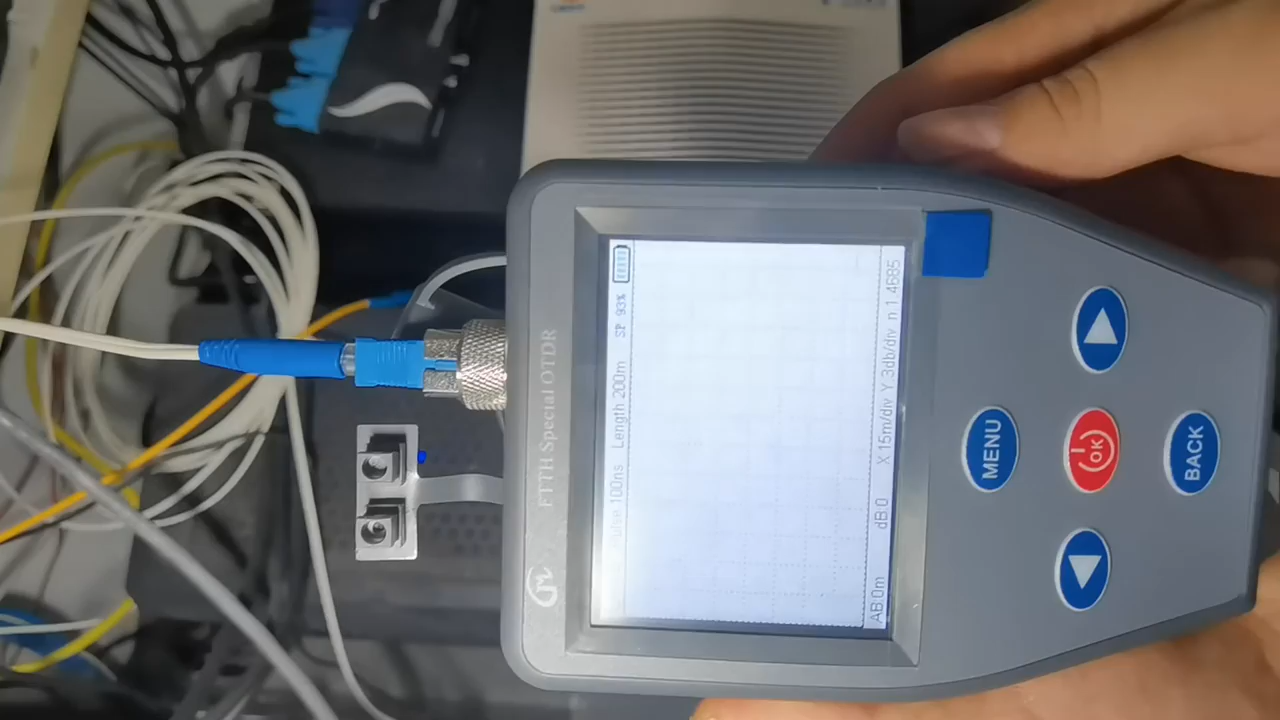 FTTH Special OTDR
Pulse 100ns Length 200m SP 93%
AB:0m dB:0 X 15m/div Y 3db/div n 1.4685
MENU
OK
BACK